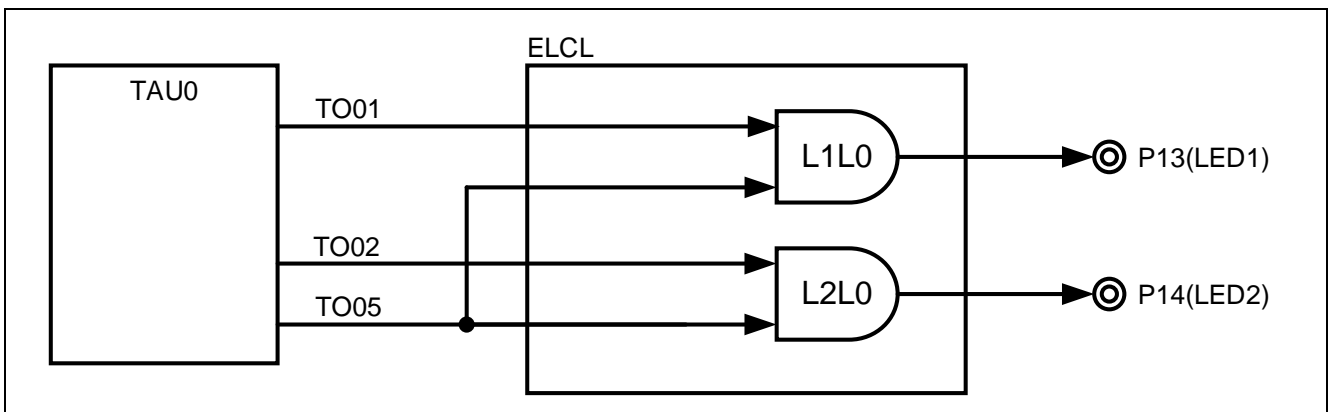 ELCL
TAU0
TO01
L1L0
P13(LED1)
TO02
L2L0
P14(LED2)
TO05